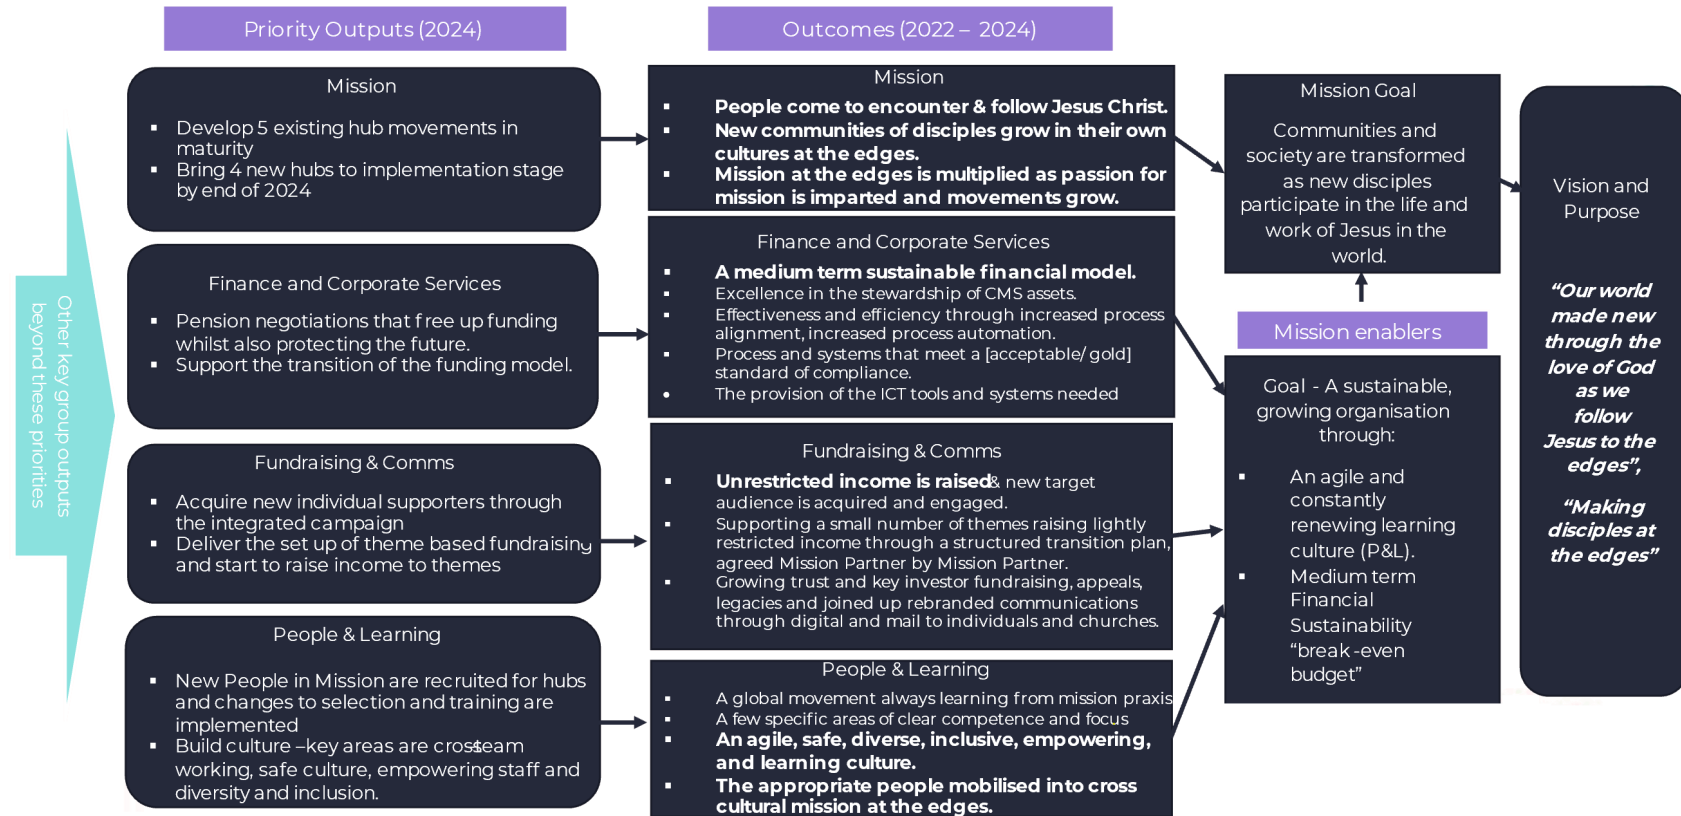 Priority Outputs (2024)
Outcomes (2022 – 2024)
Other key group outputs
beyond these priorities
Mission
▪ Develop 5 existing hub movements in
maturity
▪ Bring 4 new hubs to implementation stage
by end of 2024
Finance and Corporate Services
▪ Pension negotiations that free up funding
whilst also protecting the future.
▪ Support the transition of the funding model.
Fundraising & Comms
▪ Acquire new individual supporters through
the integrated campaign
▪ Deliver the set up of theme based fundraising
and start to raise income to themes
People & Learning
▪ New People in Mission are recruited for hubs
and changes to selection and training are
implemented
▪ Build culture –key areas are cross-team
working, safe culture, empowering staff and
diversity and inclusion.
Mission
▪ People come to encounter & follow Jesus Christ.
▪ New communities of disciples grow in their own
cultures at the edges.
▪ Mission at the edges is multiplied as passion for
mission is imparted and movements grow.
Finance and Corporate Services
▪ A medium term sustainable financial model.
▪ Excellence in the stewardship of CMS assets.
▪ Effectiveness and efficiency through increased process
alignment, increased process automation.
▪ Process and systems that meet a [acceptable/ gold]
standard of compliance.
• The provision of the ICT tools and systems needed
Fundraising & Comms
▪ Unrestricted income is raised& new target
audience is acquired and engaged.
▪ Supporting a small number of themes raising lightly
restricted income through a structured transition plan,
agreed Mission Partner by Mission Partner.
▪ Growing trust and key investor fundraising, appeals,
legacies and joined up rebranded communications
through digital and mail to individuals and churches.
People & Learning
▪ A global movement always learning from mission praxis
▪ A few specific areas of clear competence and focus
▪ An agile, safe, diverse, inclusive, empowering,
and learning culture.
▪ The appropriate people mobilised into cross
cultural mission at the edges.
Mission Goal
Communities and
society are transformed
as new disciples
participate in the life and
work of Jesus in the
world.
Mission enablers
Goal - A sustainable,
growing organisation
through:
▪ An agile and
constantly
renewing learning
culture (P&L).
▪ Medium term
Financial
Sustainability
“break-even
budget”
Vision and
Purpose
“Our world
made new
through the
love of God
as we
follow
Jesus to the
edges”,
“Making
disciples at
the edges”